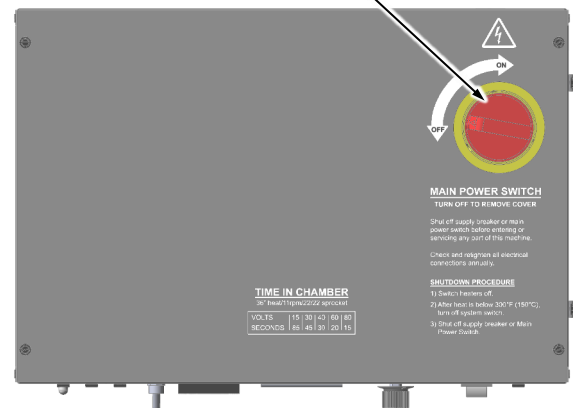 ON
OFF
MAIN POWER SWITCH
TURN OFF TO REMOVE COVER
Shut off supply breaker or main
power switch before entering or
servicing any part of this machine.
Check and retighten all electrical
connections annually.
SHUTDOWN PROCEDURE
1) Switch heaters off.
2) After heat is below 300°F (150°C),
turn off system switch.
3) Shut off supply breaker or Main
Power Switch.
TIME IN CHAMBER
36" heat/11rpm/22/22 sprocket
VOLTS 15 30 40 60 80
SECONDS 85 45 30 20 15